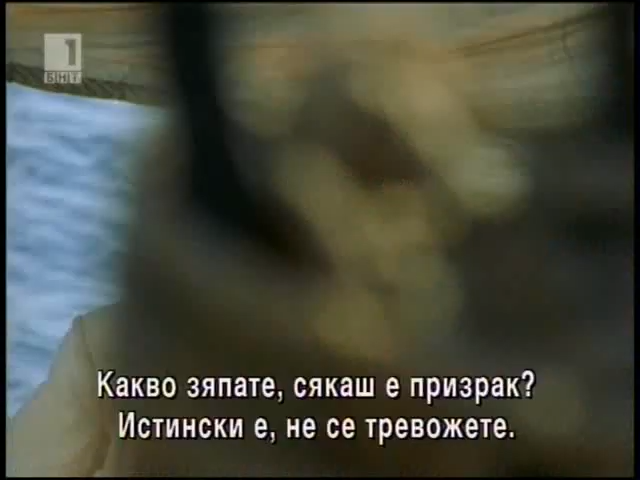 1
БНТ
Какво зяпате, сякаш е призрак?
Истински е, не се тревожете.